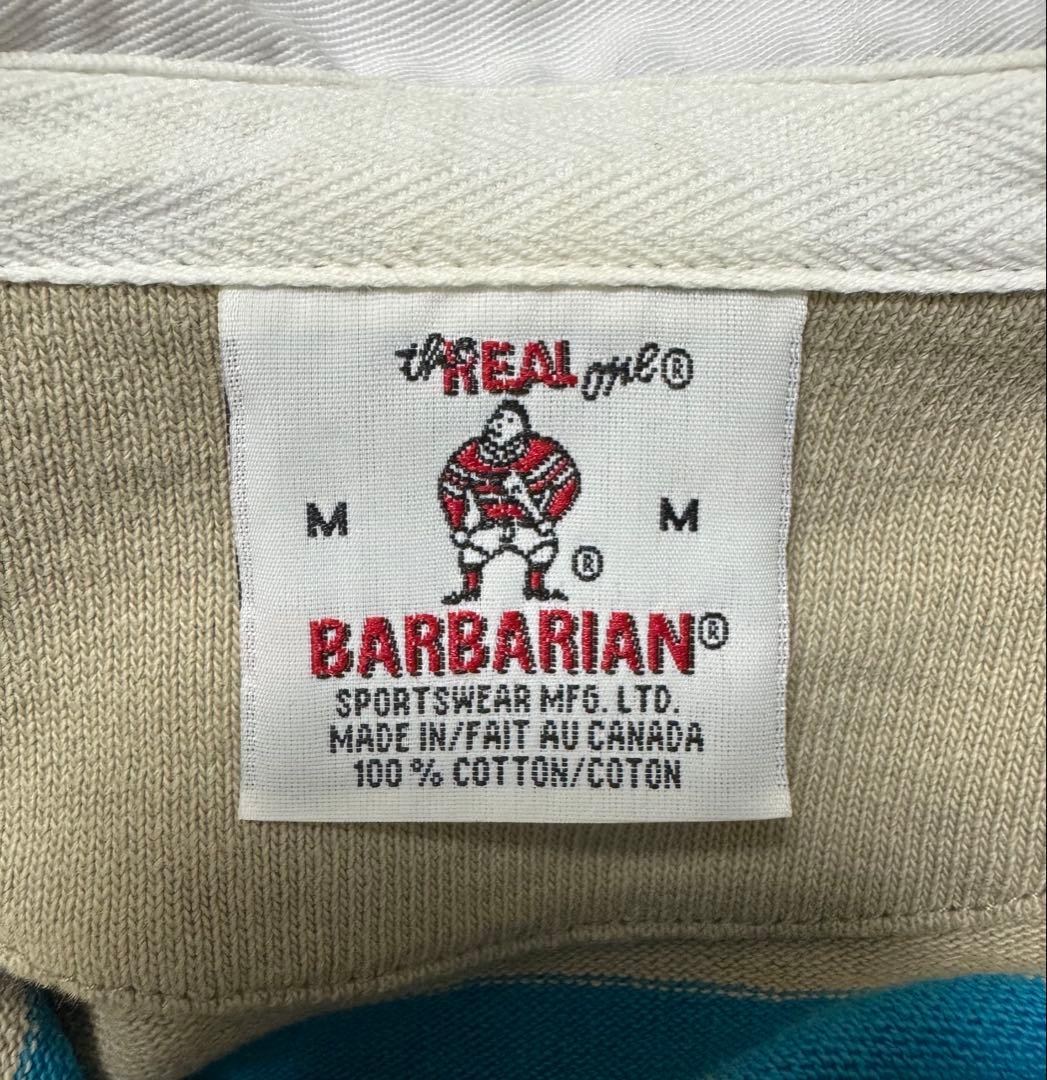 the REAL one®
M M
®
BARBARIAN®
SPORTSWEAR MFG. LTD.
MADE IN/FAIT AU CANADA
100% COTTON/COTON